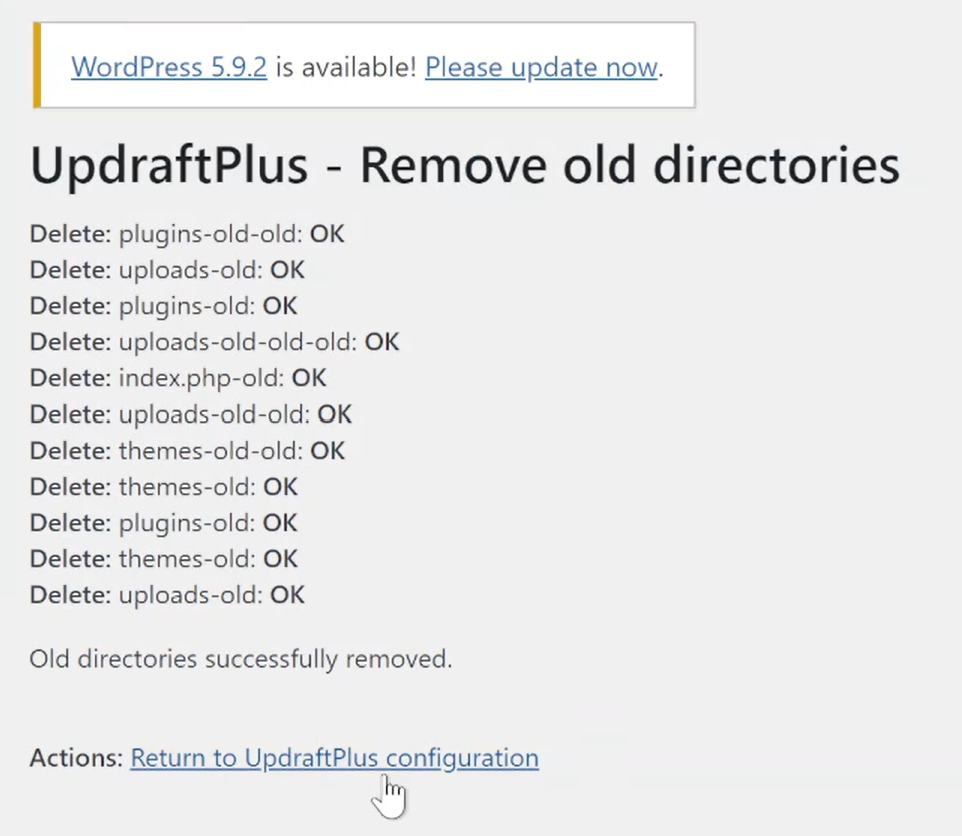 WordPress 5.9.2 is available! Please update now.
UpdraftPlus - Remove old directories
Delete: plugins-old-old: OK
Delete: uploads-old: OK
Delete: plugins-old: OK
Delete: uploads-old-old-old: OK
Delete: index.php-old: OK
Delete: uploads-old-old: OK
Delete: themes-old-old: OK
Delete: themes-old: OK
Delete: plugins-old: OK
Delete: themes-old: OK
Delete: uploads-old: OK
Old directories successfully removed.
Actions: Return to UpdraftPlus configuration